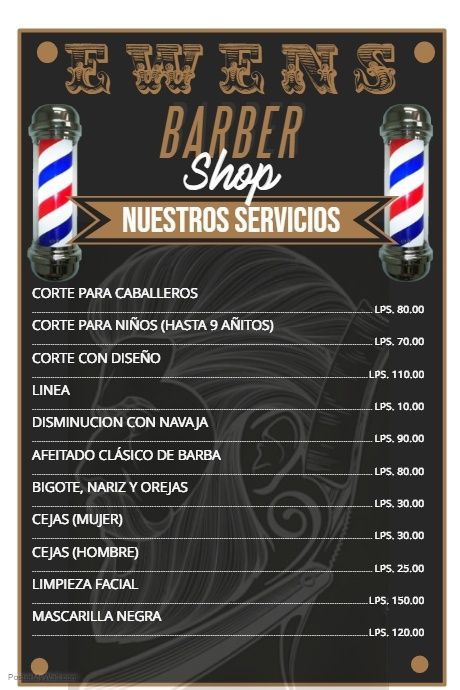 EWENS
BARBER
Shop
NUESTROS SERVICIOS
CORTE PARA CABALLEROS
LPS. 80.00
CORTE PARA NIÑOS (HASTA 9 AÑITOS)
LPS. 70.00
CORTE CON DISEÑO
LPS. 110.00
LINEA
LPS. 10.00
DISMINUCION CON NAVAJA
LPS. 90.00
AFEITADO CLÁSICO DE BARBA
LPS. 80.00
BIGOTE, NARIZ Y OREJAS
LPS. 30.00
CEJAS (MUJER)
LPS. 30.00
CEJAS (HOMBRE)
LPS. 25.00
LIMPIEZA FACIAL
LPS. 150.00
MASCARILLA NEGRA
LPS. 120.00